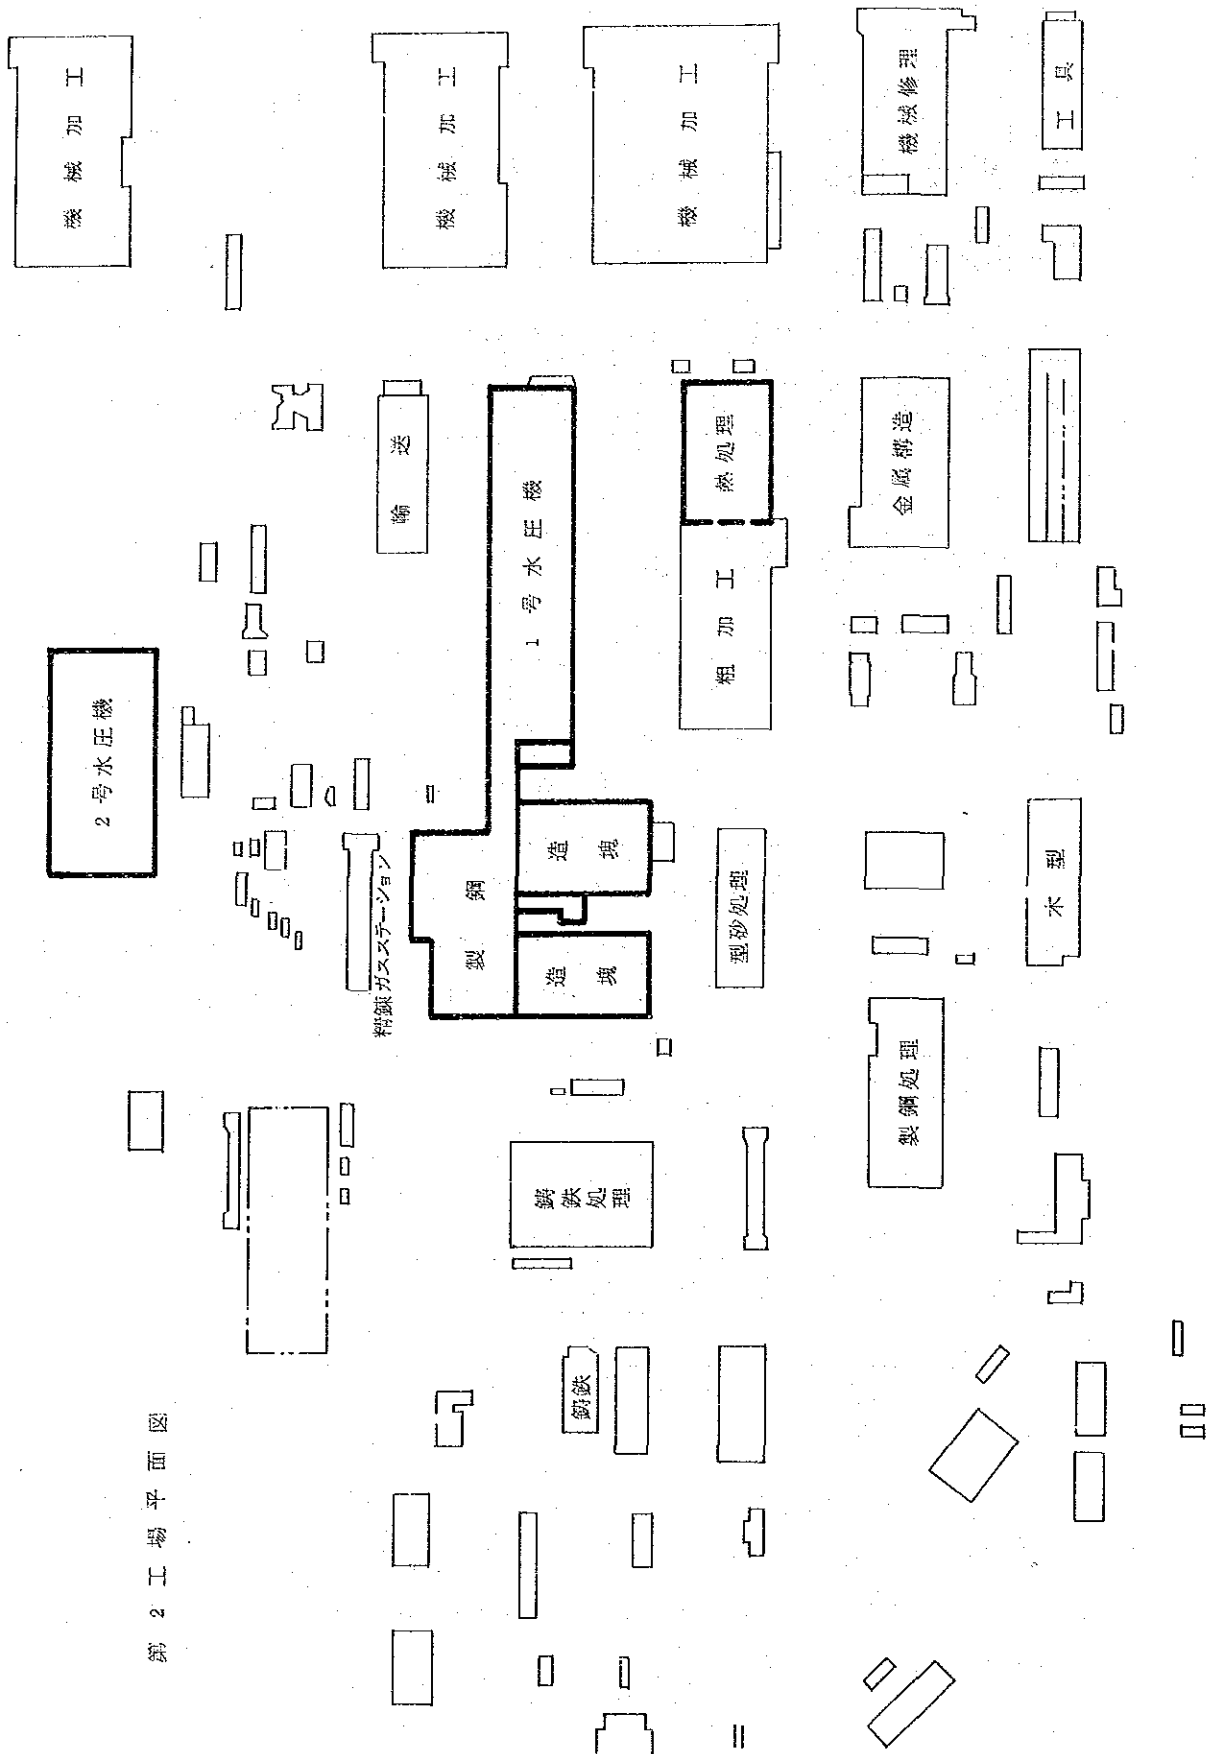 第2工場平面図
2号水圧機
機械加工
精錬ガスステーション
輸送
機械加工
製鋼
1号水圧機
造塊
造塊
鋳鉄処理
鋳鉄
機械加工
粗加工
熱処理
型砂処理
製鋼処理
金属構造
機械修理
木型
工具